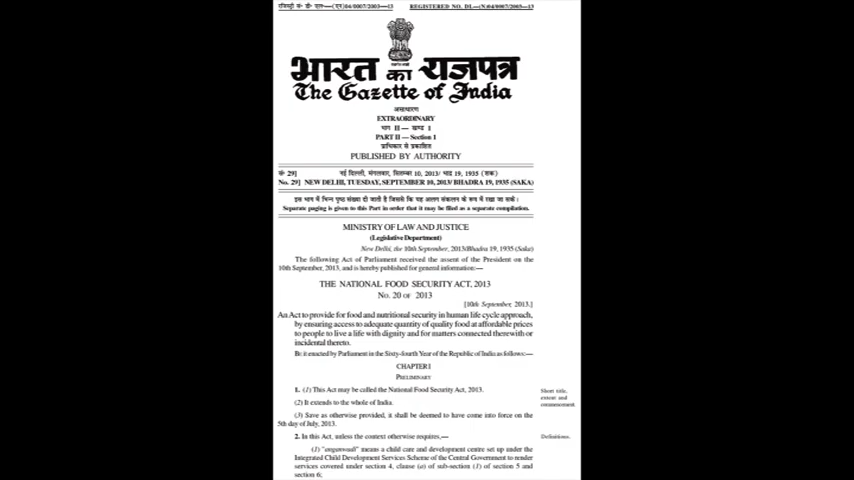 रजिस्ट्री सं० डी० एल०—(एन)04/0007/2003—13 REGISTERED NO. DL—(N)04/0007/2003—13
भारत का राजपत्र
The Gazette of India
असाधारण
EXTRAORDINARY
भाग II — खण्ड 1
PART II — Section 1
प्राधिकार से प्रकाशित
PUBLISHED BY AUTHORITY
सं० 29] नई दिल्ली, मंगलवार, सितम्बर 10, 2013/ भाद्र 19, 1935 (शक)
No. 29] NEW DELHI, TUESDAY, SEPTEMBER 10, 2013/ BHADRA 19, 1935 (SAKA)
इस भाग में भिन्न पृष्ठ संख्या दी जाती है जिससे कि यह अलग संकलन के रूप में रखा जा सके।
Separate paging is given to this Part in order that it may be filed as a separate compilation.
MINISTRY OF LAW AND JUSTICE
(Legislative Department)
New Delhi, the 10th September, 2013/Bhadra 19, 1935 (Saka)
The following Act of Parliament received the assent of the President on the
10th September, 2013, and is hereby published for general information:—
THE NATIONAL FOOD SECURITY ACT, 2013
No. 20 OF 2013
[10th September, 2013.]
An Act to provide for food and nutritional security in human life cycle approach,
by ensuring access to adequate quantity of quality food at affordable prices
to people to live a life with dignity and for matters connected therewith or
incidental thereto.
BE it enacted by Parliament in the Sixty-fourth Year of the Republic of India as follows:—
CHAPTER I
PRELIMINARY
1. (1) This Act may be called the National Food Security Act, 2013.
Short title,
extent and
commencement.
(2) It extends to the whole of India.
(3) Save as otherwise provided, it shall be deemed to have come into force on the
5th day of July, 2013.
2. In this Act, unless the context otherwise requires,—
Definitions.
(1) "anganwadi" means a child care and development centre set up under the
Integrated Child Development Services Scheme of the Central Government to render
services covered under section 4, clause (a) of sub-section (1) of section 5 and
section 6;